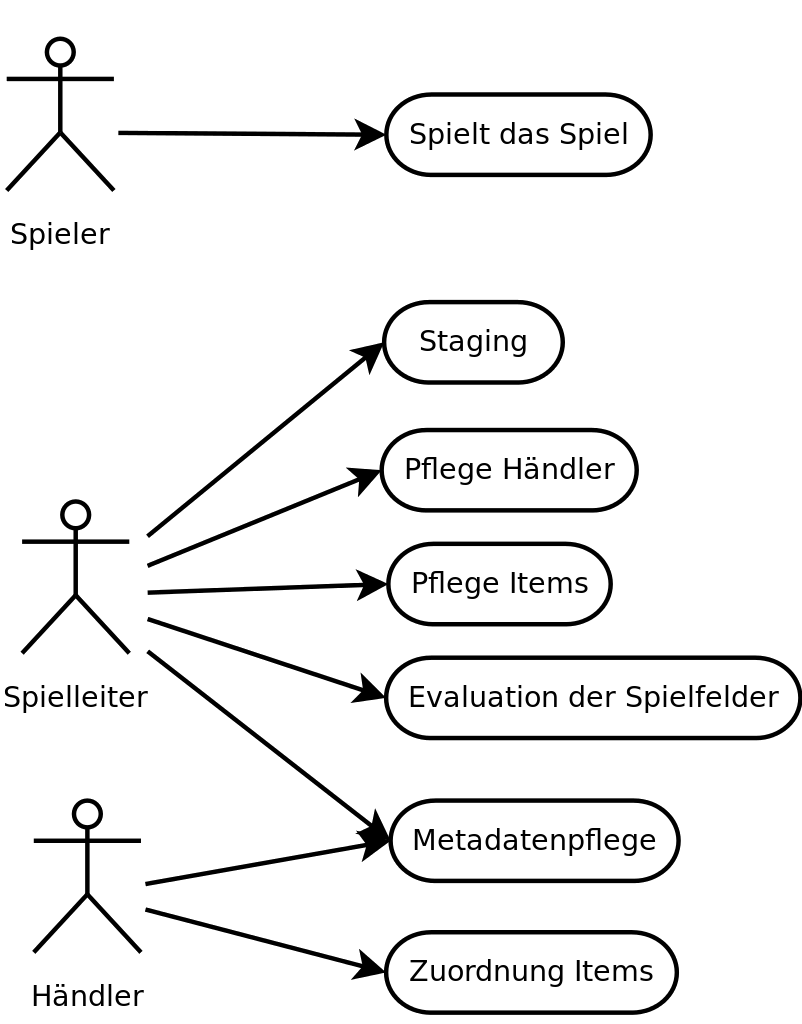 Spielt das Spiel
Spieler
Staging
Pflege Händler
Pflege Items
Spielleiter
Evaluation der Spielfelder
Metadatenpflege
Händler
Zuordnung Items